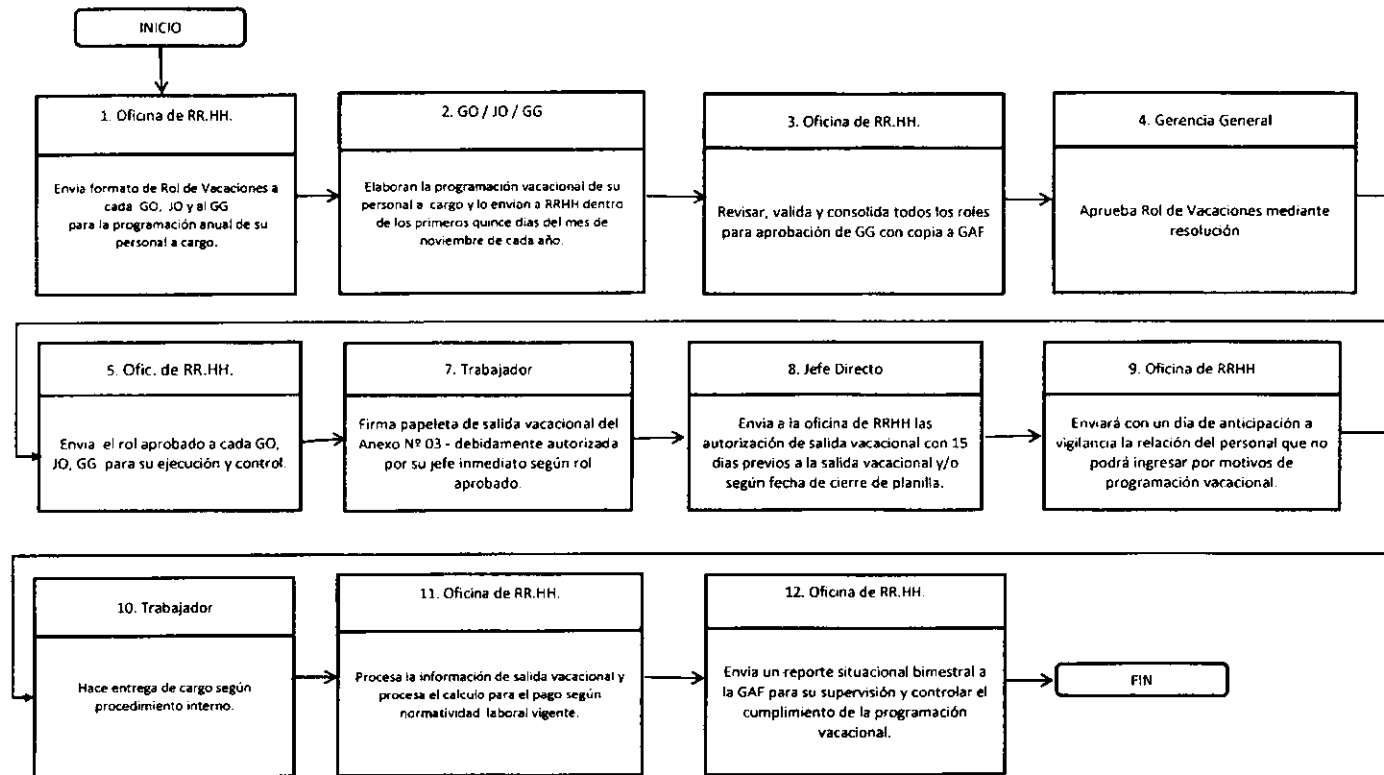 INICIO
1. Oficina de RR.HH.
Envia formato de Rol de Vacaciones a
cada GO, JO y al GG
para la programación anual de su
personal a cargo.
2. GO / JO / GG
Elaboran la programación vacacional de su
personal a cargo y lo envian a RRHH dentro
de los primeros quince dias del mes de
noviembre de cada año.
3. Oficina de RR.HH.
Revisar, valida y consolida todos los roles
para aprobación de GG con copia a GAF
4. Gerencia General
Aprueba Rol de Vacaciones mediante
resolución
5. Ofic. de RR.HH.
Envia el rol aprobado a cada GO,
JO, GG para su ejecución y control.
7. Trabajador
Firma papeleta de salida vacacional del
Anexo Nº 03 - debidamente autorizada
por su jefe inmediato según rol
aprobado.
8. Jefe Directo
Envia a la oficina de RRHH las
autorización de salida vacacional con 15
dias previos a la salida vacacional y/o
según fecha de cierre de planilla.
9. Oficina de RRHH
Enviará con un dia de anticipación a
vigilancia la relación del personal que no
podrá ingresar por motivos de
programación vacacional.
10. Trabajador
Hace entrega de cargo según
procedimiento interno.
11. Oficina de RR.HH.
Procesa la información de salida vacacional y
procesa el calculo para el pago según
normatividad laboral vigente.
12. Oficina de RR.HH.
Envía un reporte situacional bimestral a
la GAF para su supervisión y controlar el
cumplimiento de la programación
vacacional.
FIN